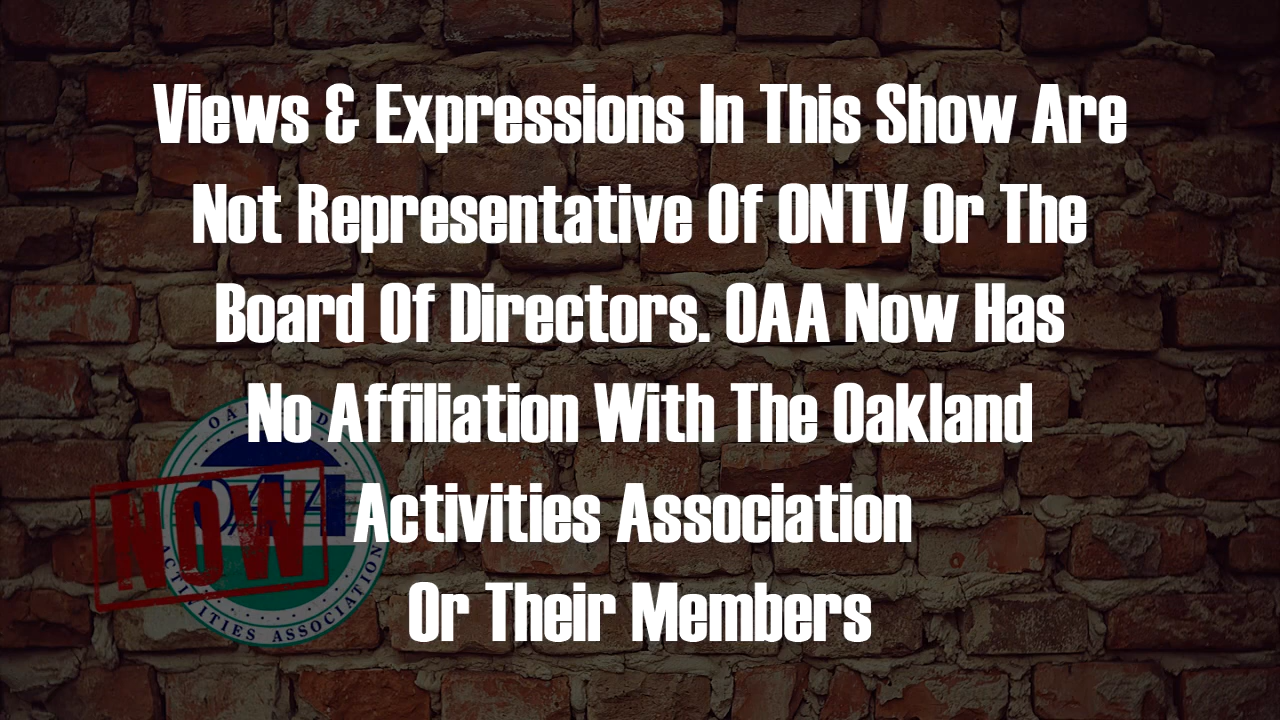 Views & Expressions In This Show Are
Not Representative Of ONTV Or The
Board Of Directors. OAA Now Has
No Affiliation With The Oakland
Activities Association
Or Their Members
NOW
ACTIVITIES ASSOCIATION